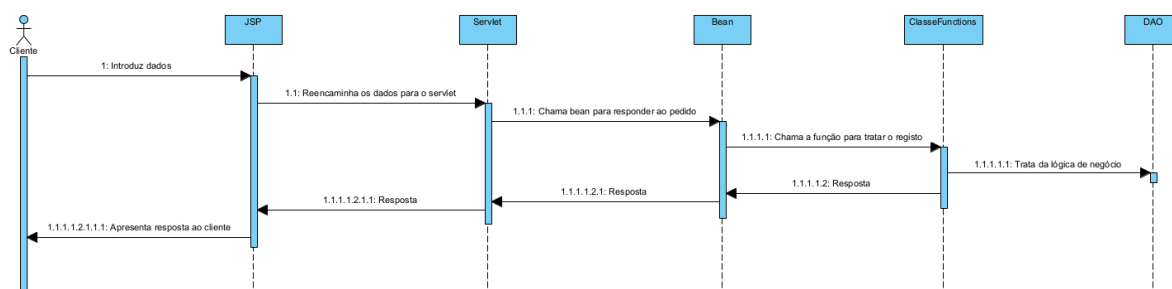 JSP
Servlet
Bean
ClasseFunctions
DAO
Cliente
1: Introduz dados
1.1: Reencaminha os dados para o servlet
1.1.1: Chama bean para responder ao pedido
1.1.1.1: Chama a função para tratar o registo
1.1.1.1.1: Trata da lógica de negócio
1.1.1.1.2: Resposta
1.1.1.1.2.1: Resposta
1.1.1.1.2.1.1: Resposta
1.1.1.1.2.1.1.1: Apresenta resposta ao cliente